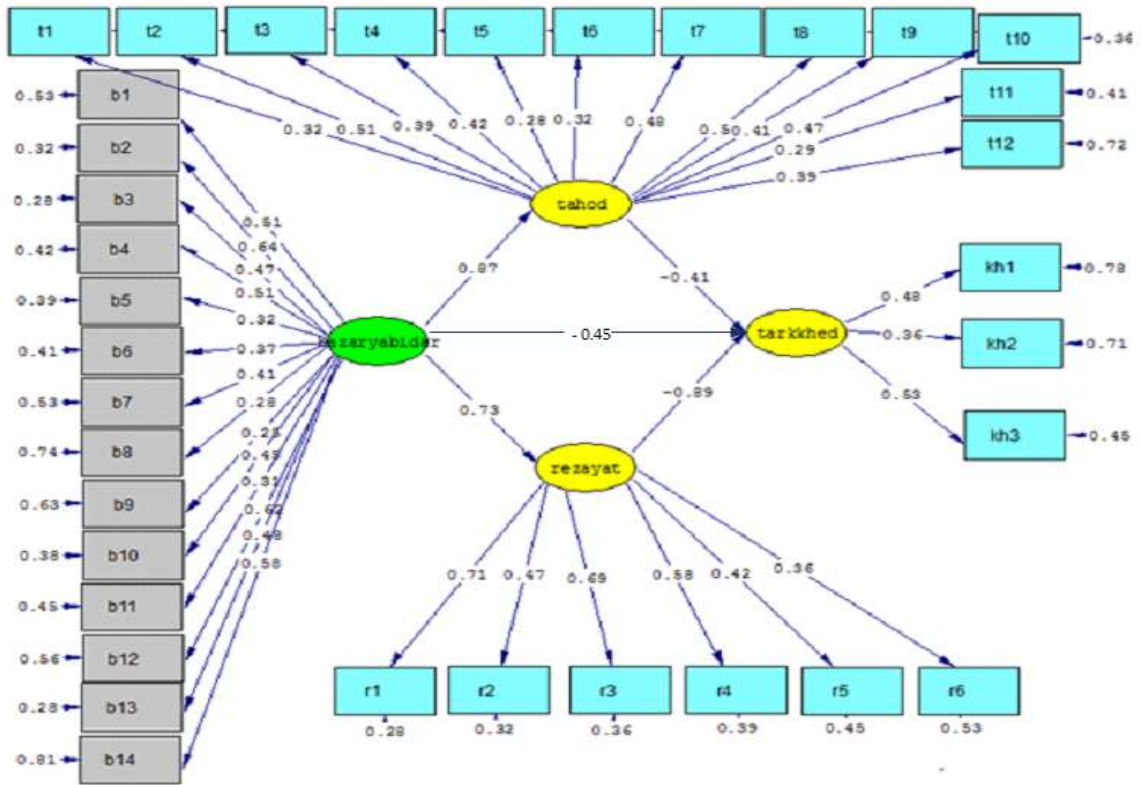 t1 t2 t3 t4 t5 t6 t7 t8 t9 t10 0.36
0.53 b1 t11 0.41
0.32 0.51 0.39 0.42 0.28 0.32 0.48 0.41 0.47
0.32 b2 0.29 t12 0.72
0.39
0.28 b3 tahod
0.51
0.42 b4 0.64
0.47 0.87 -0.41 kh1 0.78
0.39 b5 0.51 0.48
0.32
0.41 b6 0.37 -0.45 tarkkhed 0.36 kh2 0.71
0.53 b7 0.41 0.73 -0.89 0.53
0.28 kh3 0.45
0.74 b8 rezayat
0.45
0.63 b9 0.31
0.62
0.38 b10 0.48
0.58 0.71 0.47 0.69 0.58 0.42 0.36
0.45 b11
0.56 b12
r1 r2 r3 r4 r5 r6
0.28 b13 0.28 0.32 0.36 0.39 0.45 0.53
0.81 b14